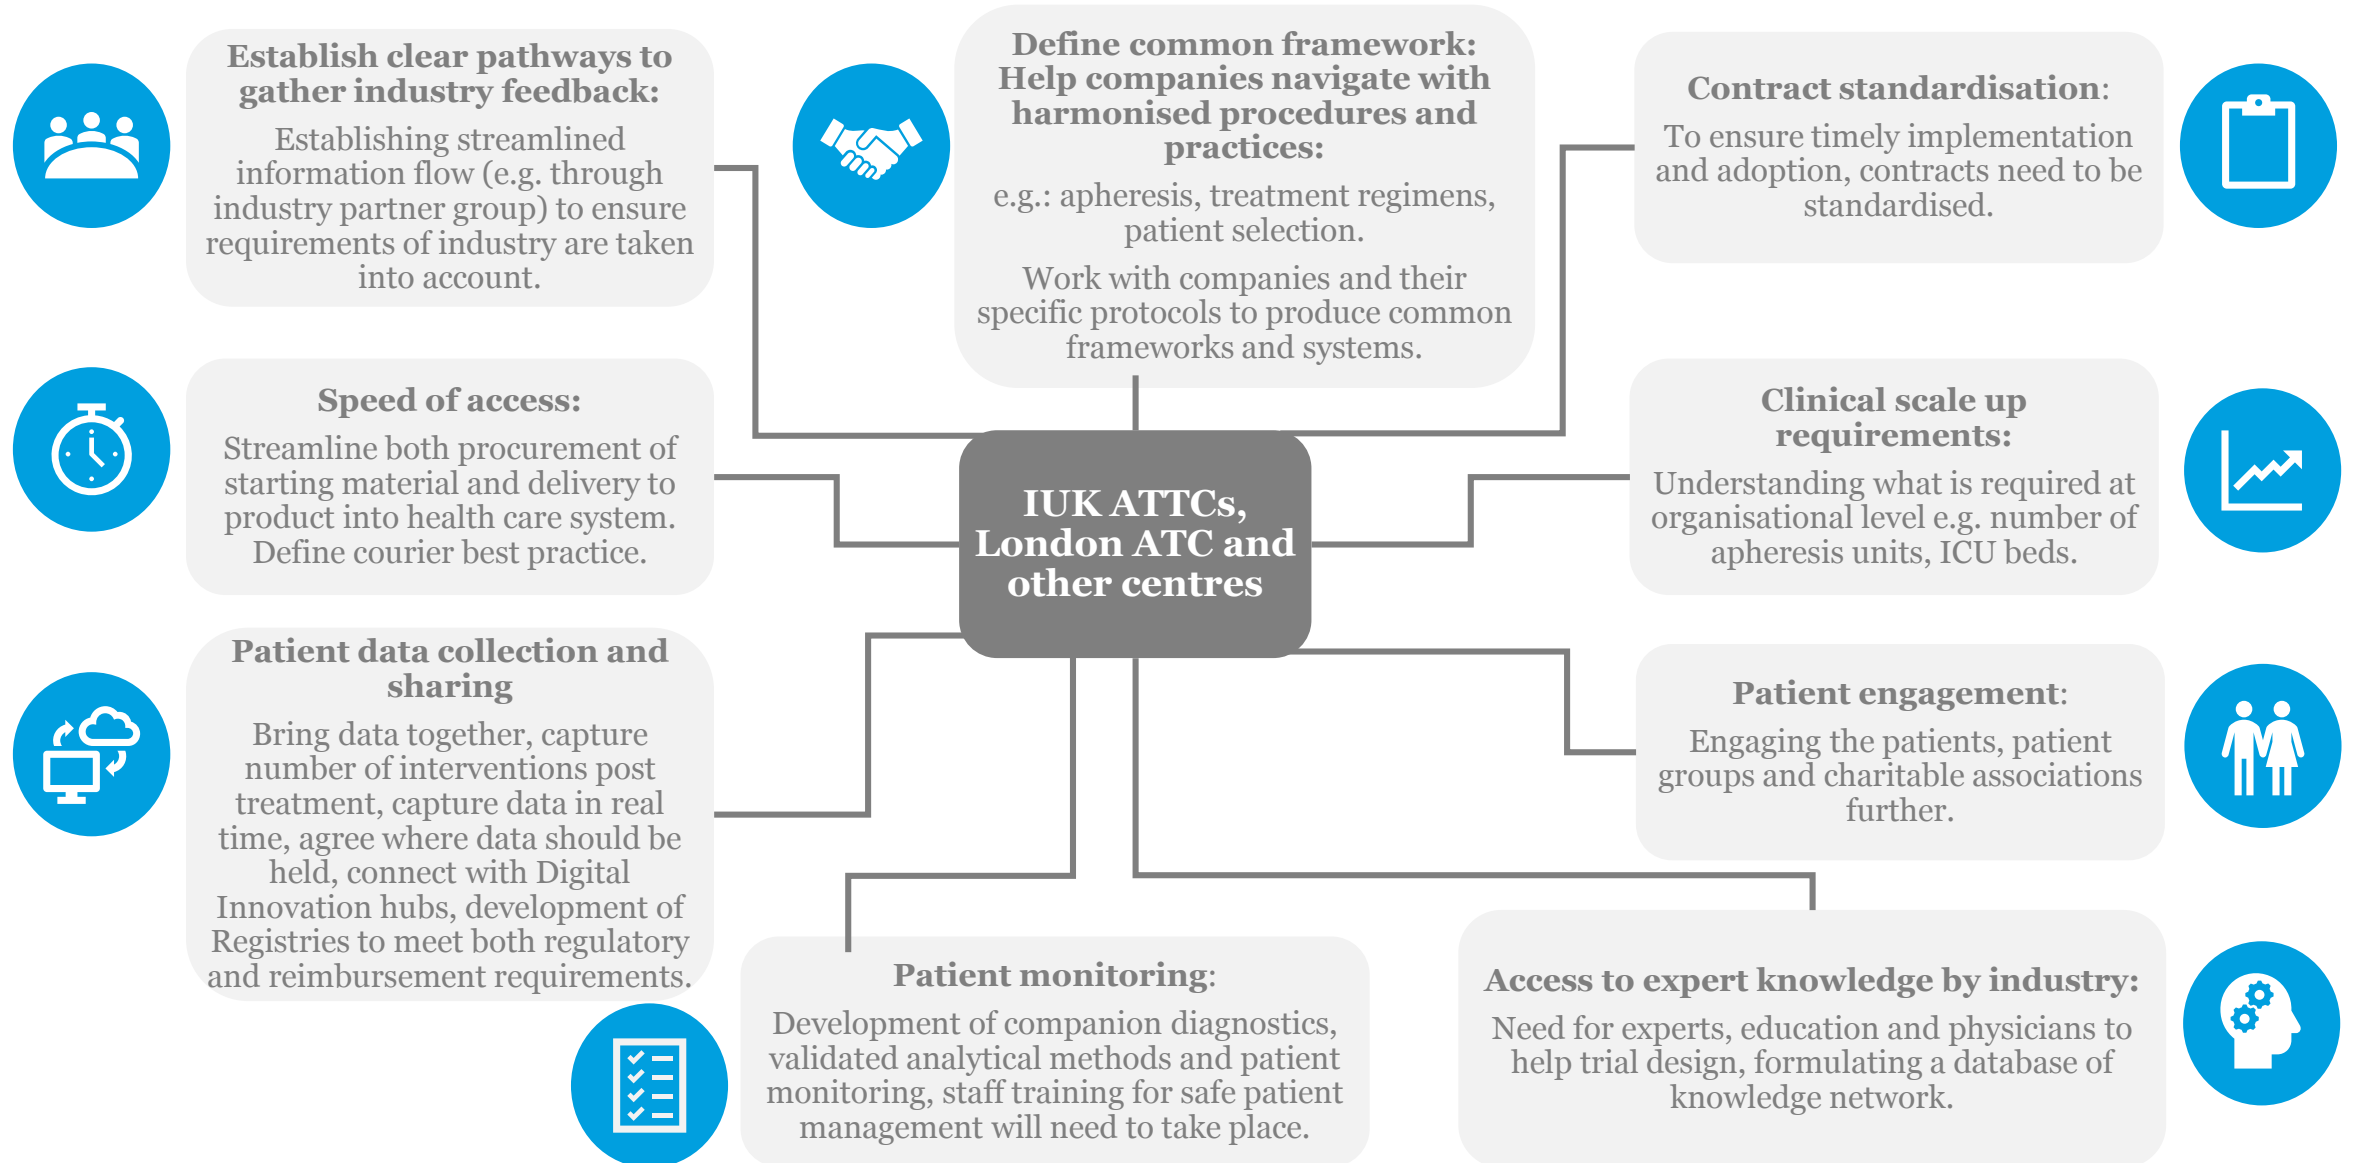 Establish clear pathways to
gather industry feedback:
Establishing streamlined
information flow (e.g. through
industry partner group) to ensure
requirements of industry are taken
into account.
Define common framework:
Help companies navigate with
harmonised procedures and
practices:
e.g.: apheresis, treatment regimens,
patient selection.
Work with companies and their
specific protocols to produce common
frameworks and systems.
Contract standardisation:
To ensure timely implementation
and adoption, contracts need to be
standardised.
Speed of access:
Streamline both procurement of
starting material and delivery to
product into health care system.
Define courier best practice.
IUK ATTCs,
London ATC and
other centres
Clinical scale up
requirements:
Understanding what is required at
organisational level e.g. number of
apheresis units, ICU beds.
Patient data collection and
sharing
Bring data together, capture
number of interventions post
treatment, capture data in real
time, agree where data should be
held, connect with Digital
Innovation hubs, development of
Registries to meet both regulatory
and reimbursement requirements.
Patient engagement:
Engaging the patients, patient
groups and charitable associations
further.
Patient monitoring:
Development of companion diagnostics,
validated analytical methods and patient
monitoring, staff training for safe patient
management will need to take place.
Access to expert knowledge by industry:
Need for experts, education and physicians to
help trial design, formulating a database of
knowledge network.